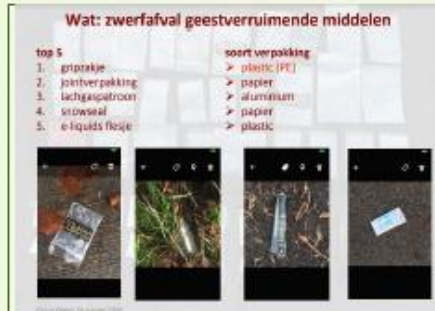 Wat: zwerfafval geestverruimende middelen
top 5
1. gripzakje
2. jointverpakking
3. lachgaspatroon
4. snowseal
5. e-liquids flesje
soort verpakking
➢ plastic (PE)
➢ papier
➢ aluminium
➢ papier
➢ plastic